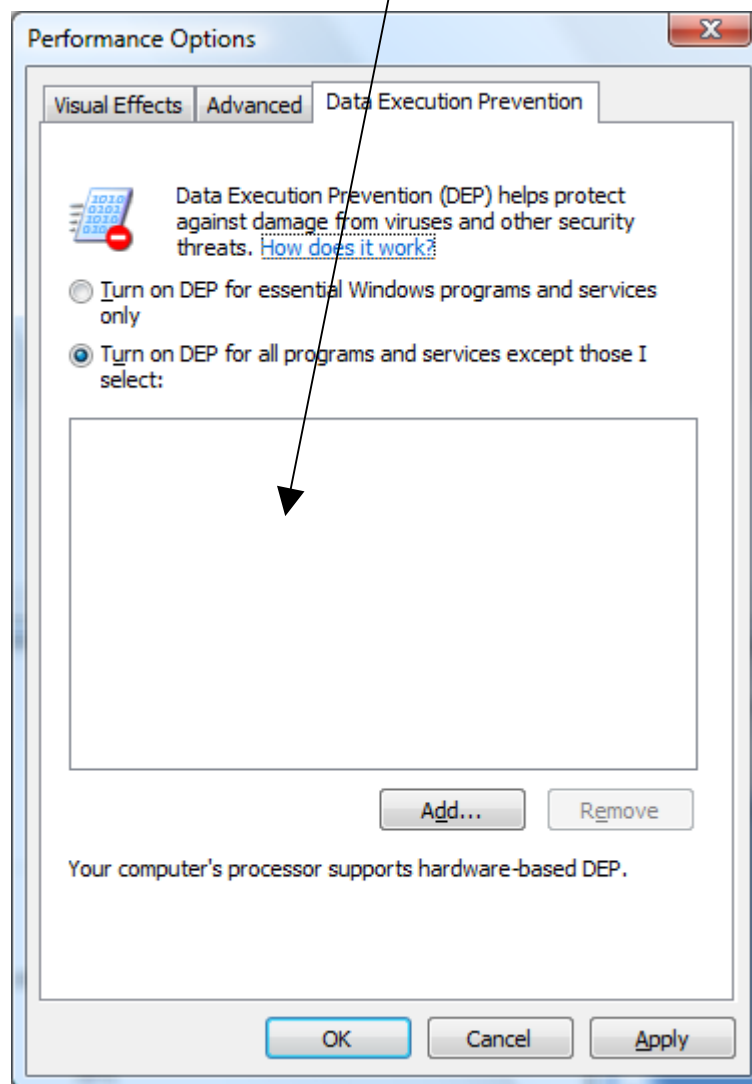 Performance Options
Visual Effects Advanced Data Execution Prevention
Data Execution Prevention (DEP) helps protect
against damage from viruses and other security
threats. How does it work?
Turn on DEP for essential Windows programs and services
only
Turn on DEP for all programs and services except those I
select:
Add... Remove
Your computer's processor supports hardware-based DEP.
OK Cancel Apply